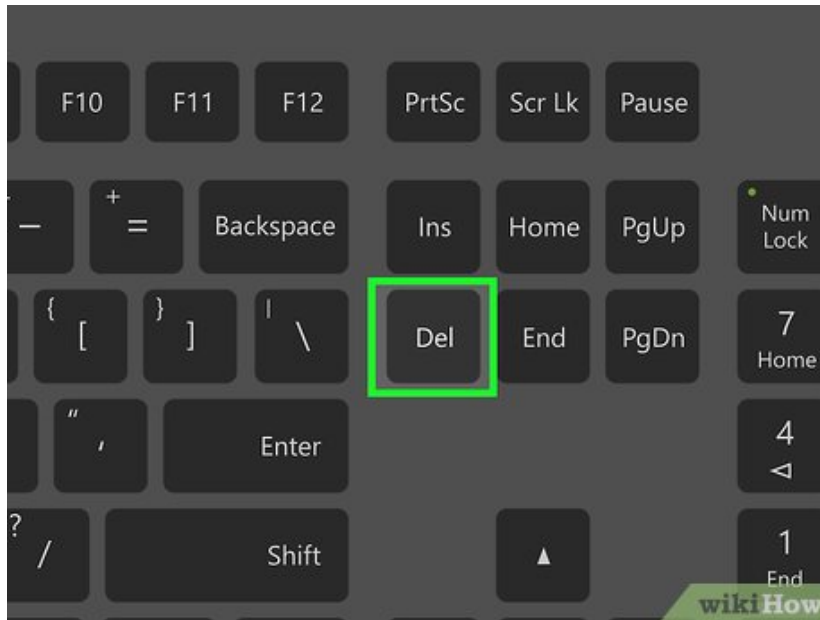 F10 F11 F12 PrtSc Scr Lk Pause
_ + Num
– = Backspace Ins Home PgUp Lock
{ } | 7
[ ] \ Del End PgDn Home
" 4
' Enter ◁
? 1
/ Shift ▲ End
wikiHow